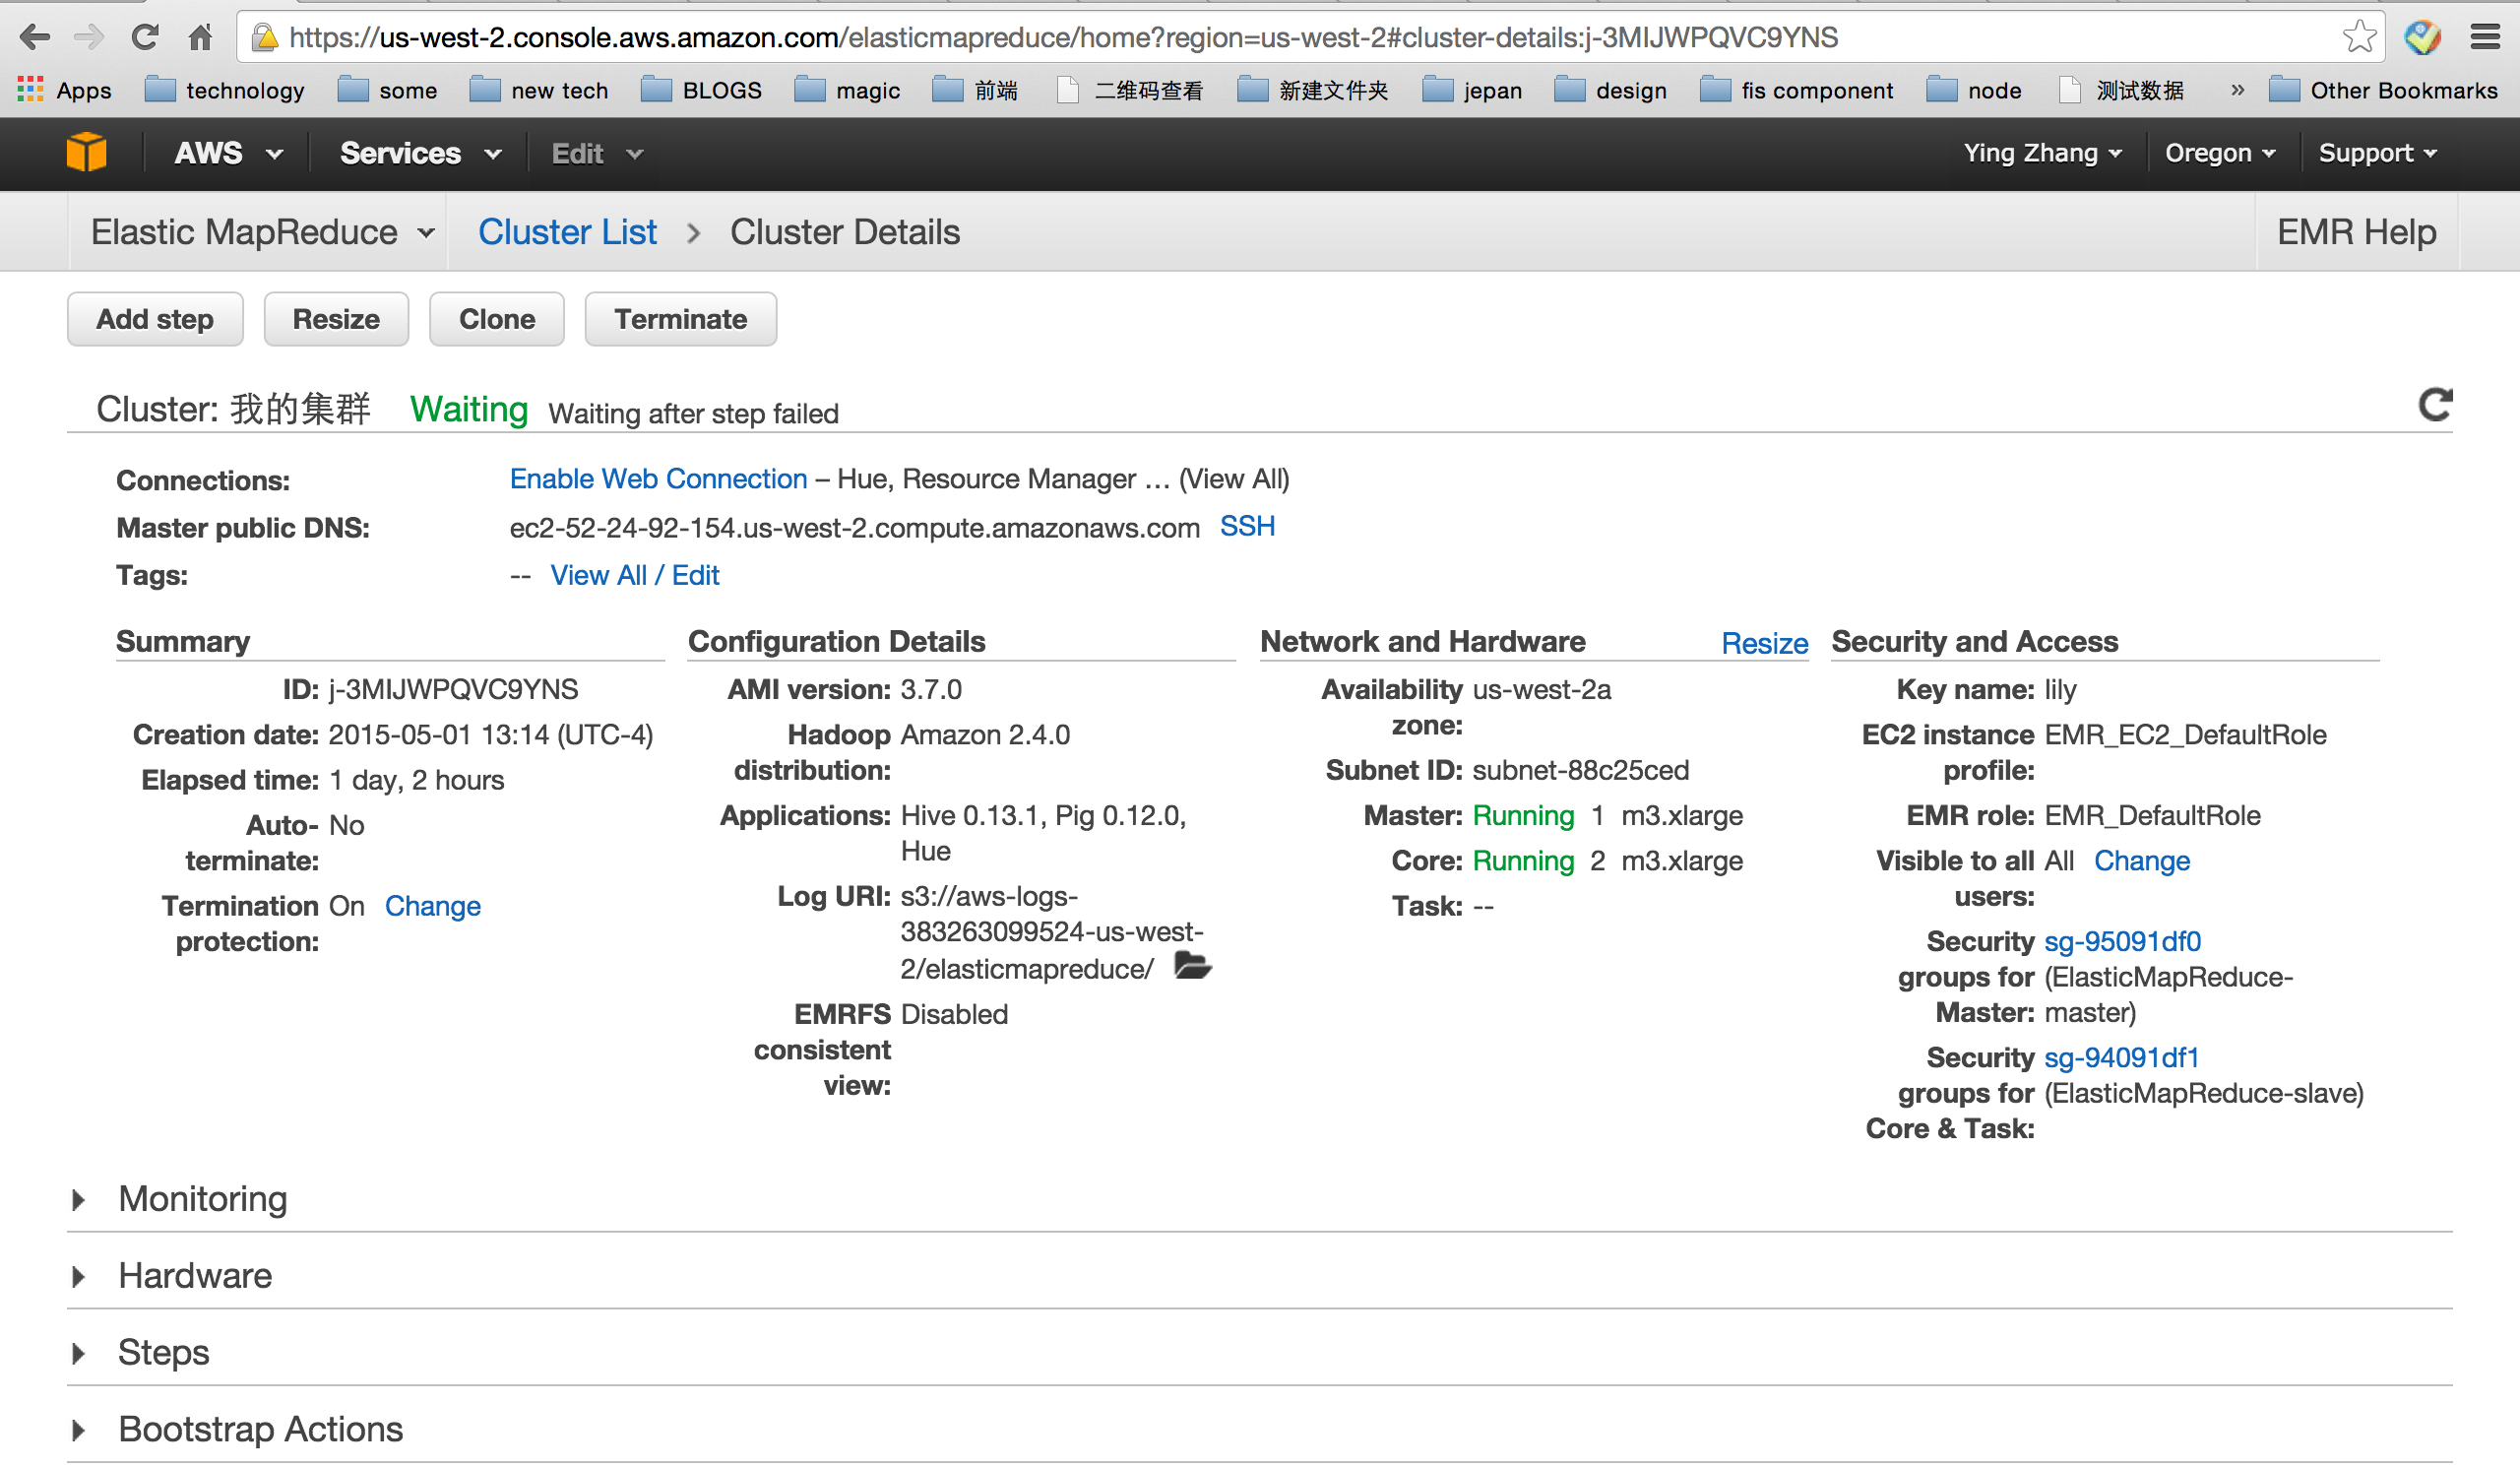 https://us-west-2.console.aws.amazon.com/elasticmapreduce/home?region=us-west-2#cluster-details:j-3MIJWPQVC9YNS
Apps technology some new tech BLOGS magic 前端 二维码查看 新建文件夹 jepan design fis component node 测试数据 » Other Bookmarks
AWS Services Edit Ying Zhang Oregon Support
Elastic MapReduce Cluster List > Cluster Details EMR Help
Add step Resize Clone Terminate
Cluster: 我的集群 Waiting Waiting after step failed
Connections: Enable Web Connection – Hue, Resource Manager … (View All)
Master public DNS: ec2-52-24-92-154.us-west-2.compute.amazonaws.com SSH
Tags: -- View All / Edit
Summary
ID: j-3MIJWPQVC9YNS
Creation date: 2015-05-01 13:14 (UTC-4)
Elapsed time: 1 day, 2 hours
Auto- No
terminate:
Termination On Change
protection:
Configuration Details
AMI version: 3.7.0
Hadoop Amazon 2.4.0
distribution:
Applications: Hive 0.13.1, Pig 0.12.0,
Hue
Log URI: s3://aws-logs-
383263099524-us-west-
2/elasticmapreduce/
EMRFS Disabled
consistent
view:
Network and Hardware Resize
Availability us-west-2a
zone:
Subnet ID: subnet-88c25ced
Master: Running 1 m3.xlarge
Core: Running 2 m3.xlarge
Task: --
Security and Access
Key name: lily
EC2 instance EMR_EC2_DefaultRole
profile:
EMR role: EMR_DefaultRole
Visible to all All Change
users:
Security sg-95091df0
groups for (ElasticMapReduce-
Master: master)
Security sg-94091df1
groups for (ElasticMapReduce-slave)
Core & Task:
Monitoring
Hardware
Steps
Bootstrap Actions